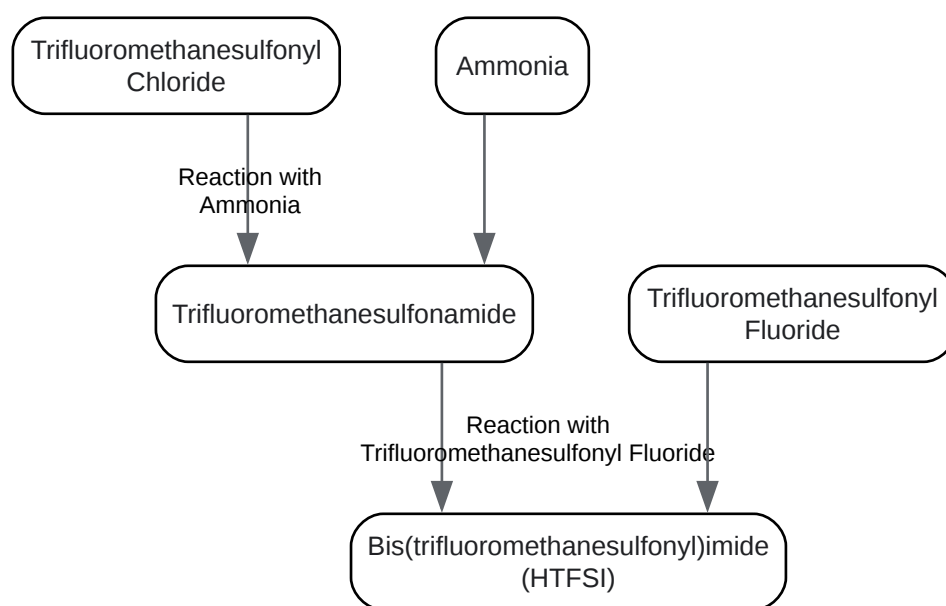 Trifluoromethanesulfonyl
Chloride
Ammonia
Reaction with
Ammonia
Trifluoromethanesulfonamide
Trifluoromethanesulfonyl
Fluoride
Reaction with
Trifluoromethanesulfonyl Fluoride
Bis(trifluoromethanesulfonyl)imide
(HTFSI)